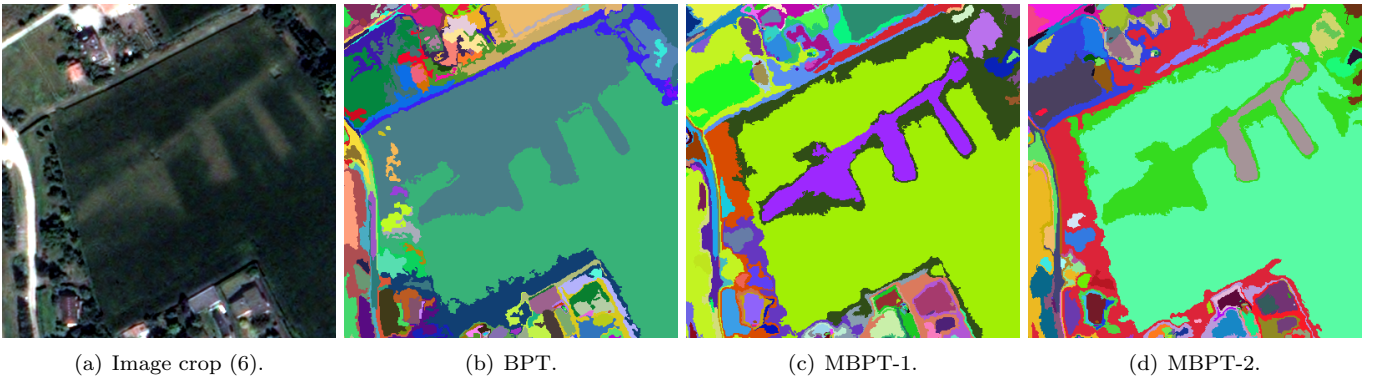 (a) Image crop (6).
(b) BPT.
(c) MBPT-1.
(d) MBPT-2.